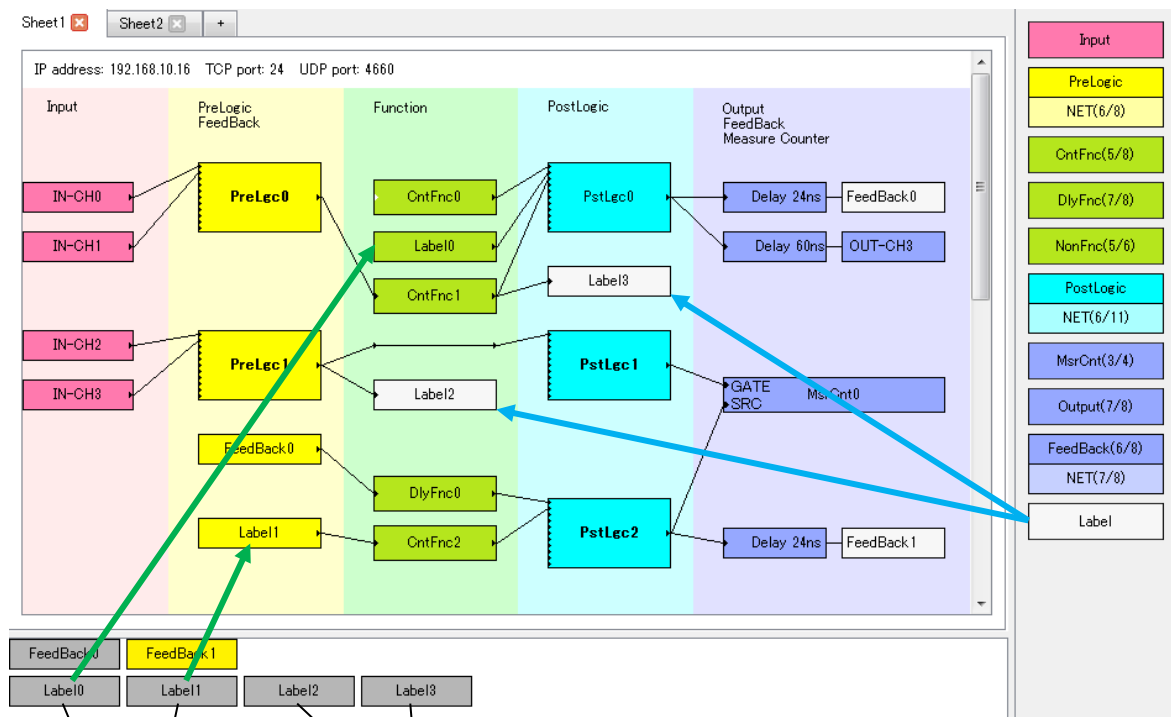 Sheet1
Sheet2
+
IP address: 192.168.10.16 TCP port: 24 UDP port: 4660
Input
PreLogic
FeedBack
Function
PostLogic
Output
FeedBack
Measure Counter
IN-CH0
IN-CH1
PreLgc0
CntFnc0
Label0
CntFnc1
PstLgc0
Label3
Delay 24ns
FeedBack0
Delay 60ns
OUT-CH3
IN-CH2
IN-CH3
PreLgc1
Label2
PstLgc1
GATE
SRC
MsrCnt0
FeedBack0
DlyFnc0
Label1
CntFnc2
PstLgc2
Delay 24ns
FeedBack1
Input
PreLogic
NET(6/8)
CntFnc(5/8)
DlyFnc(7/8)
NonFnc(5/6)
PostLogic
NET(6/11)
MsrCnt(3/4)
Output(7/8)
FeedBack(6/8)
NET(7/8)
Label
FeedBack0
FeedBack1
Label0
Label1
Label2
Label3